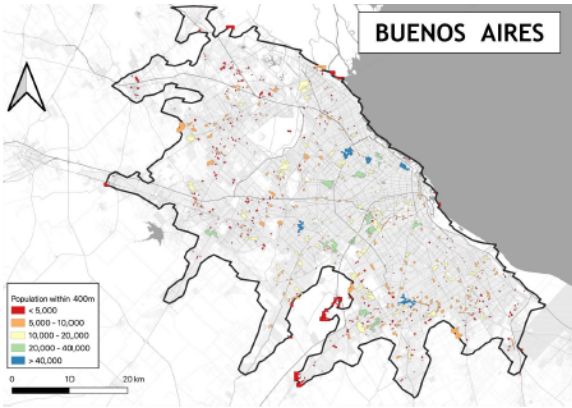 BUENOS AIRES
Population within 400m
< 5,000
5,000 - 10,000
10,000 - 20,000
20,000 - 40,000
> 40,000
0 10 20 km